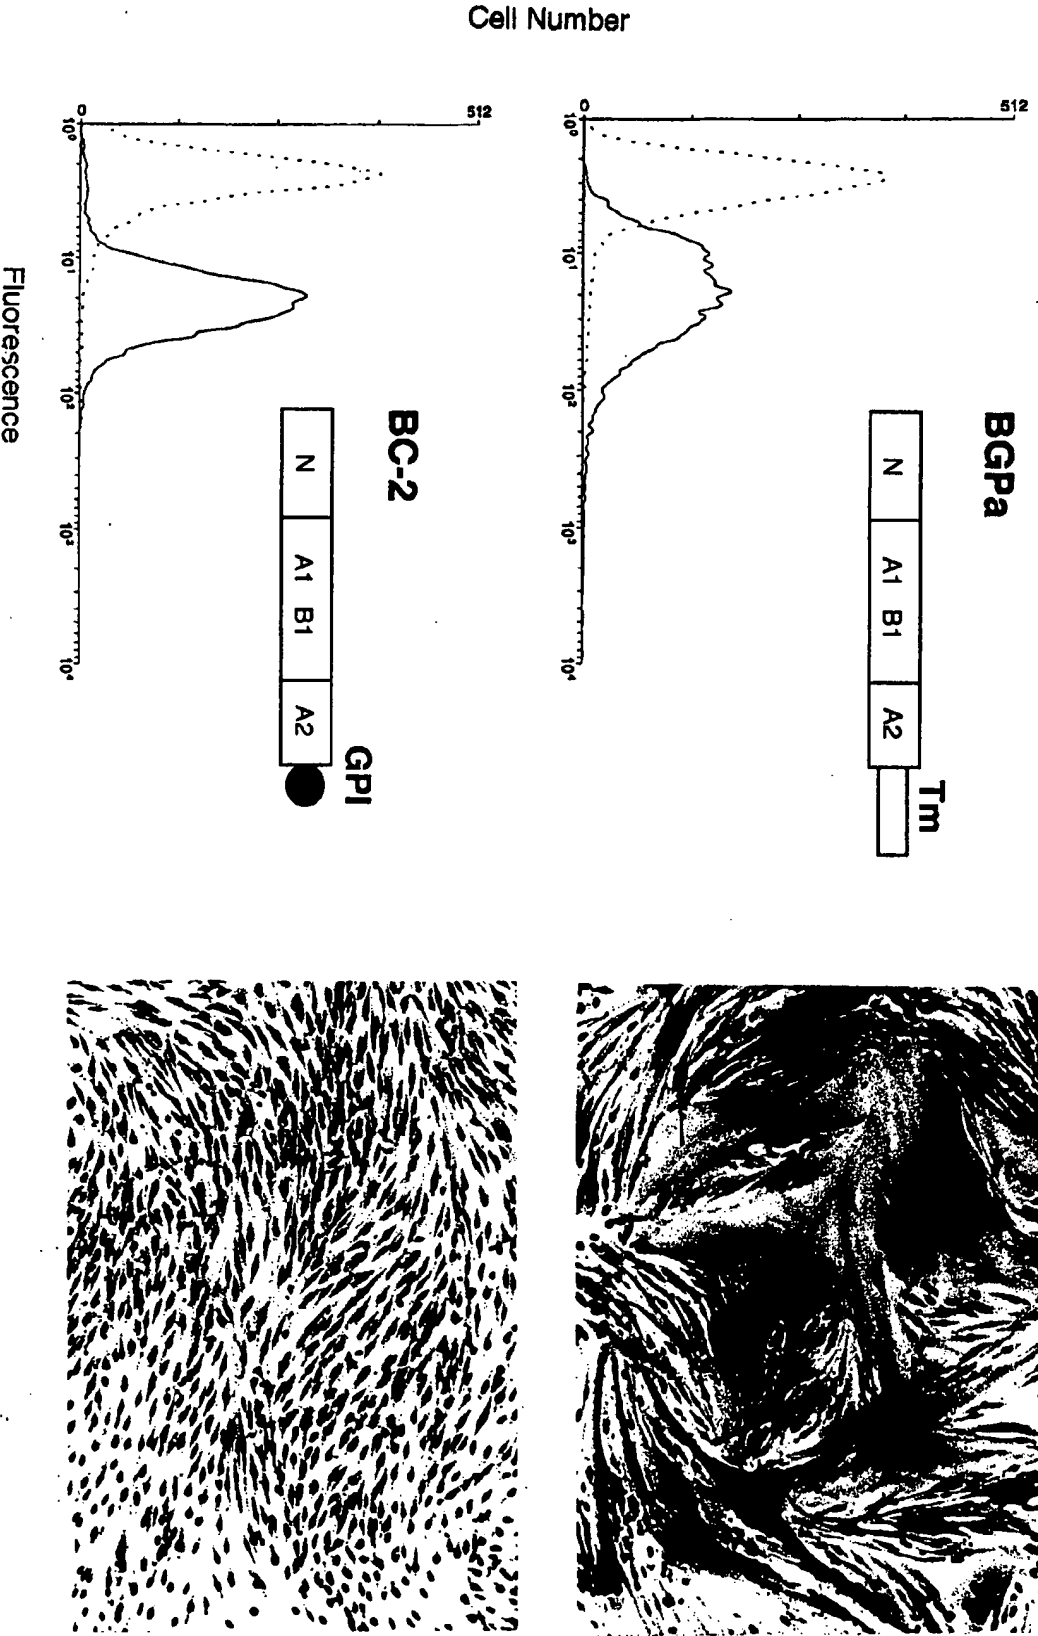 Cell Number
512
0
10⁰
10¹
10²
10³
10⁴
BGPa
N
A1 B1
A2
Tm
512
0
10⁰
10¹
10²
10³
10⁴
BC-2
N
A1 B1
A2
GPI
Fluorescence